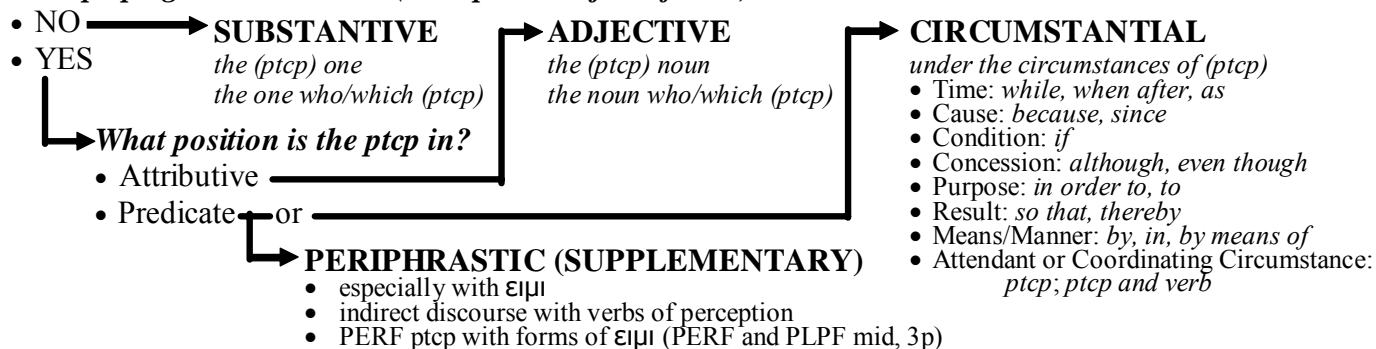 • NO
• YES
SUBSTANTIVE
the (ptcp) one
the one who/which (ptcp)
ADJECTIVE
the (ptcp) noun
the noun who/which (ptcp)
CIRCUMSTANTIAL
under the circumstances of (ptcp)
• Time: while, when after, as
• Cause: because, since
• Condition: if
• Concession: although, even though
• Purpose: in order to, to
• Result: so that, thereby
• Means/Manner: by, in, by means of
• Attendant or Coordinating Circumstance:
ptcp; ptcp and verb
What position is the ptcp in?
• Attributive
• Predicate or
PERIPHRASTIC (SUPPLEMENTARY)
• especially with ειμι
• indirect discourse with verbs of perception
• PERF ptcp with forms of ειμι (PERF and PLPF mid, 3p)